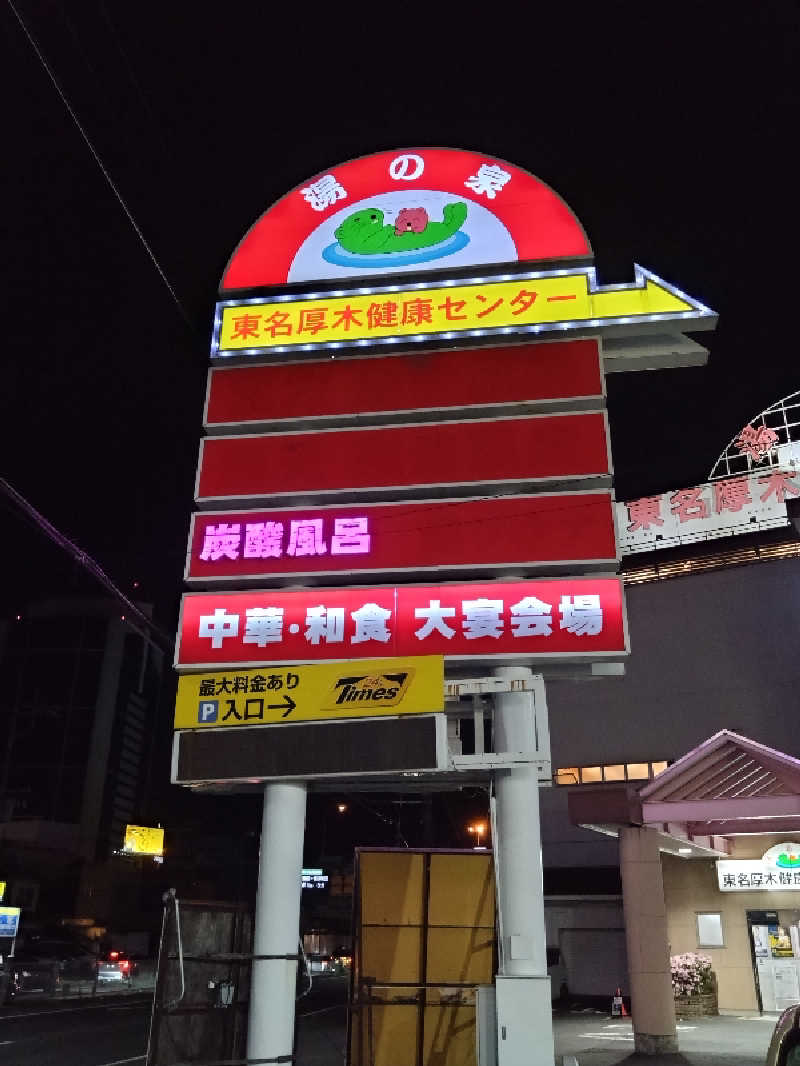 湯の泉
東名厚木健康センター
炭酸風呂
中華・和食 大宴会場
最大料金あり
P入口→
24h Times
東名厚木
東名厚木健康